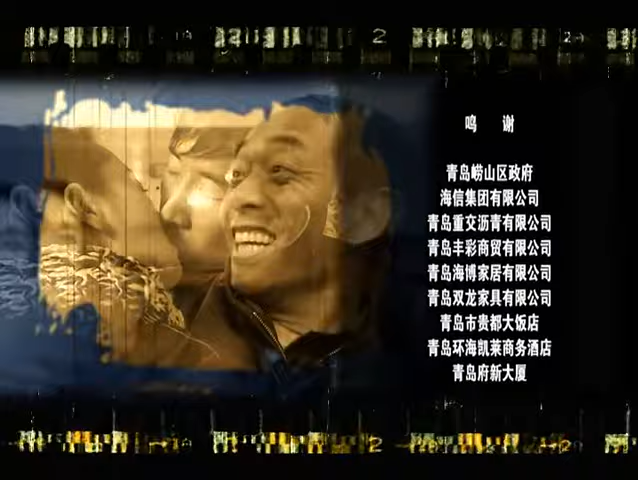 鸣 谢
青岛崂山区政府
海信集团有限公司
青岛重交沥青有限公司
青岛丰彩商贸有限公司
青岛海博家居有限公司
青岛双龙家具有限公司
青岛市贵都大饭店
青岛环海凯莱商务酒店
青岛府新大厦